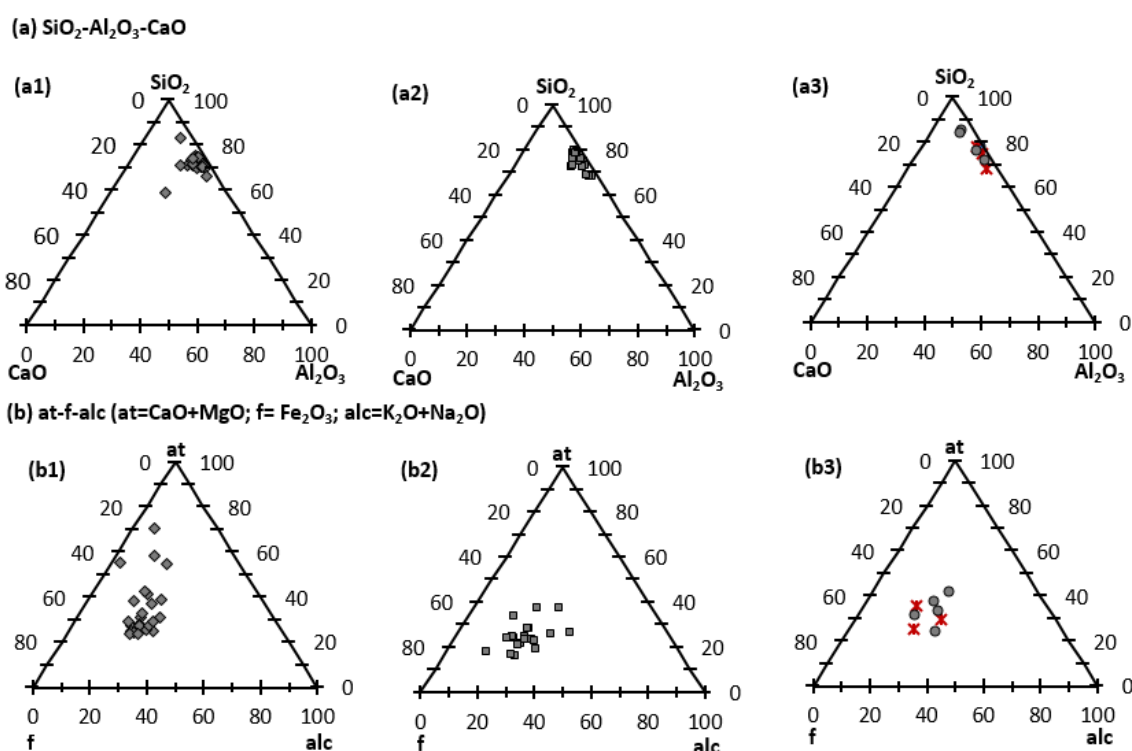 (a) SiO₂-Al₂O₃-CaO
(a1) SiO₂
0 100
20 80
40 60
60 40
80 20
0
0 20 40 60 80 100
CaO Al₂O₃
(a2) SiO₂
0 100
20 80
40 60
60 40
80 20
0
0 20 40 60 80 100
CaO Al₂O₃
(a3) SiO₂
0 100
20 80
40 60
60 40
80 20
0
0 20 40 60 80 100
CaO Al₂O₃
(b) at-f-alc (at=CaO+MgO; f= Fe₂O₃; alc=K₂O+Na₂O)
(b1) at
0 100
20 80
40 60
60 40
80 20
0
0 20 40 60 80 100
f alc
(b2) at
0 100
20 80
40 60
60 40
80 20
0
0 20 40 60 80 100
f alc
(b3) at
0 100
20 80
40 60
60 40
80 20
0
0 20 40 60 80 100
f alc